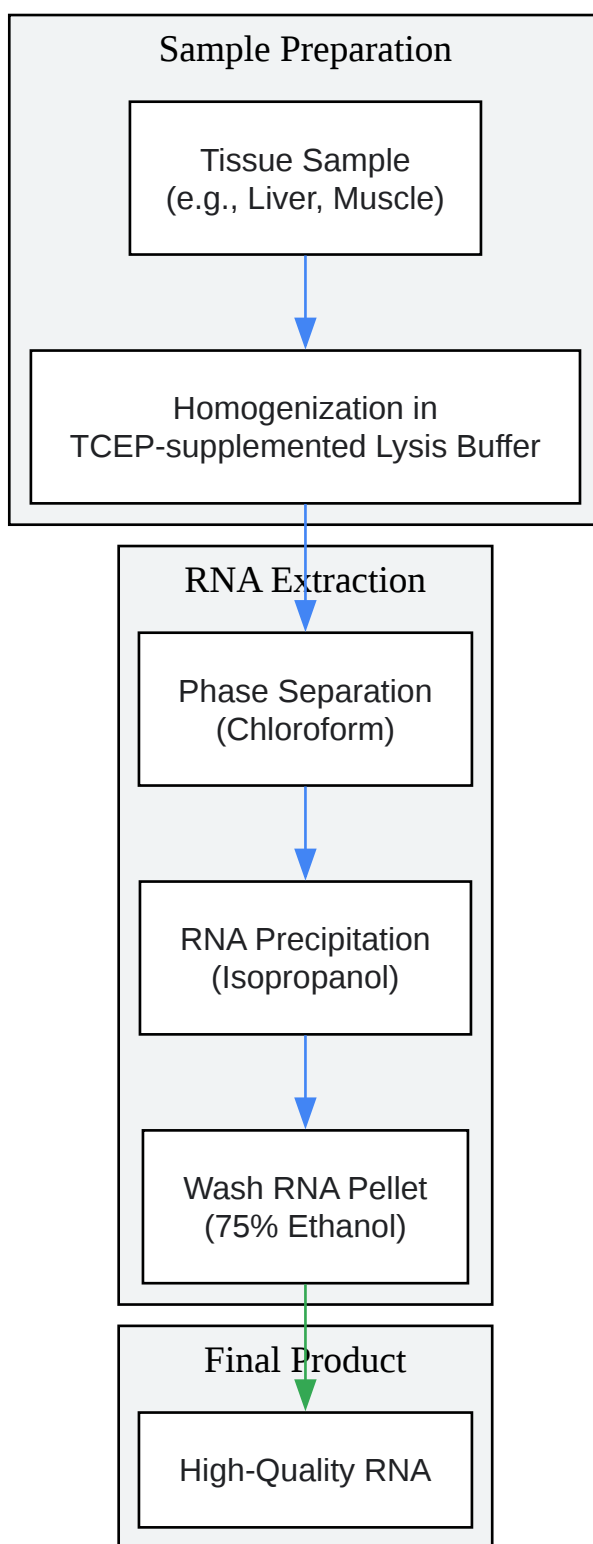 Sample Preparation
Tissue Sample
(e.g., Liver, Muscle)
Homogenization in
TCEP-supplemented Lysis Buffer
RNA Extraction
Phase Separation
(Chloroform)
RNA Precipitation
(Isopropanol)
Wash RNA Pellet
(75% Ethanol)
Final Product
High-Quality RNA